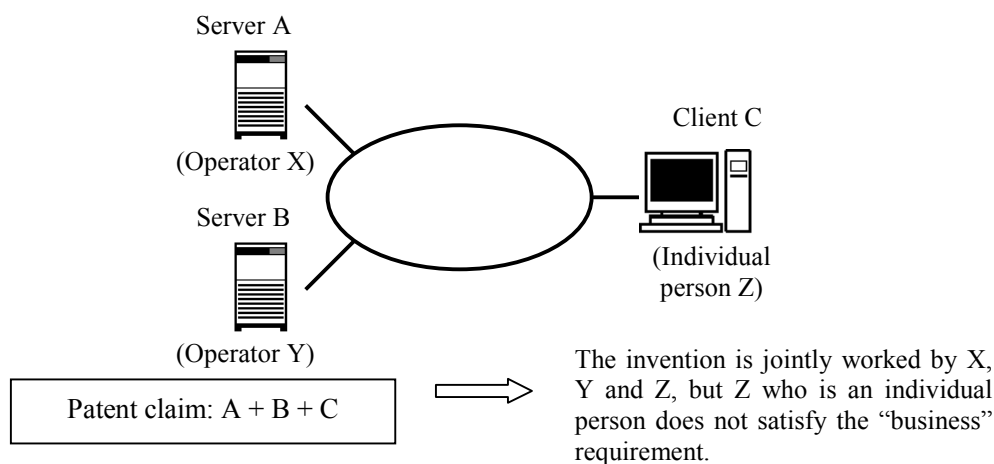 Server A
(Operator X)
Client C
Server B
(Individual
person Z)
(Operator Y)
Patent claim: A + B + C
The invention is jointly worked by X,
Y and Z, but Z who is an individual
person does not satisfy the “business”
requirement.